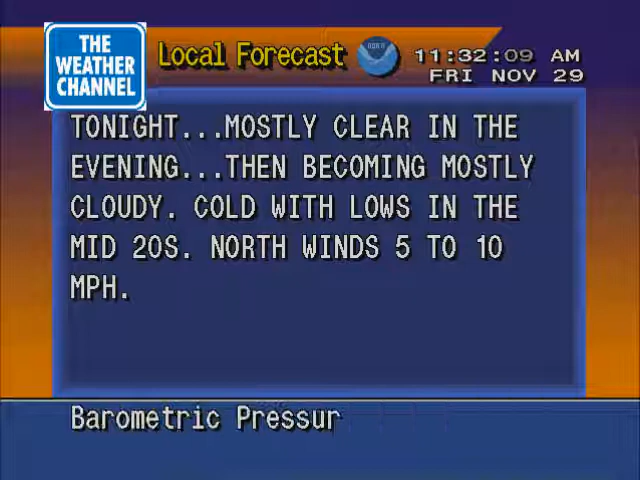 THE
WEATHER
CHANNEL
Local Forecast
NOAA
11:32:09 AM
FRI NOV 29
TONIGHT...MOSTLY CLEAR IN THE
EVENING...THEN BECOMING MOSTLY
CLOUDY. COLD WITH LOWS IN THE
MID 20S. NORTH WINDS 5 TO 10
MPH.
Barometric Pressur